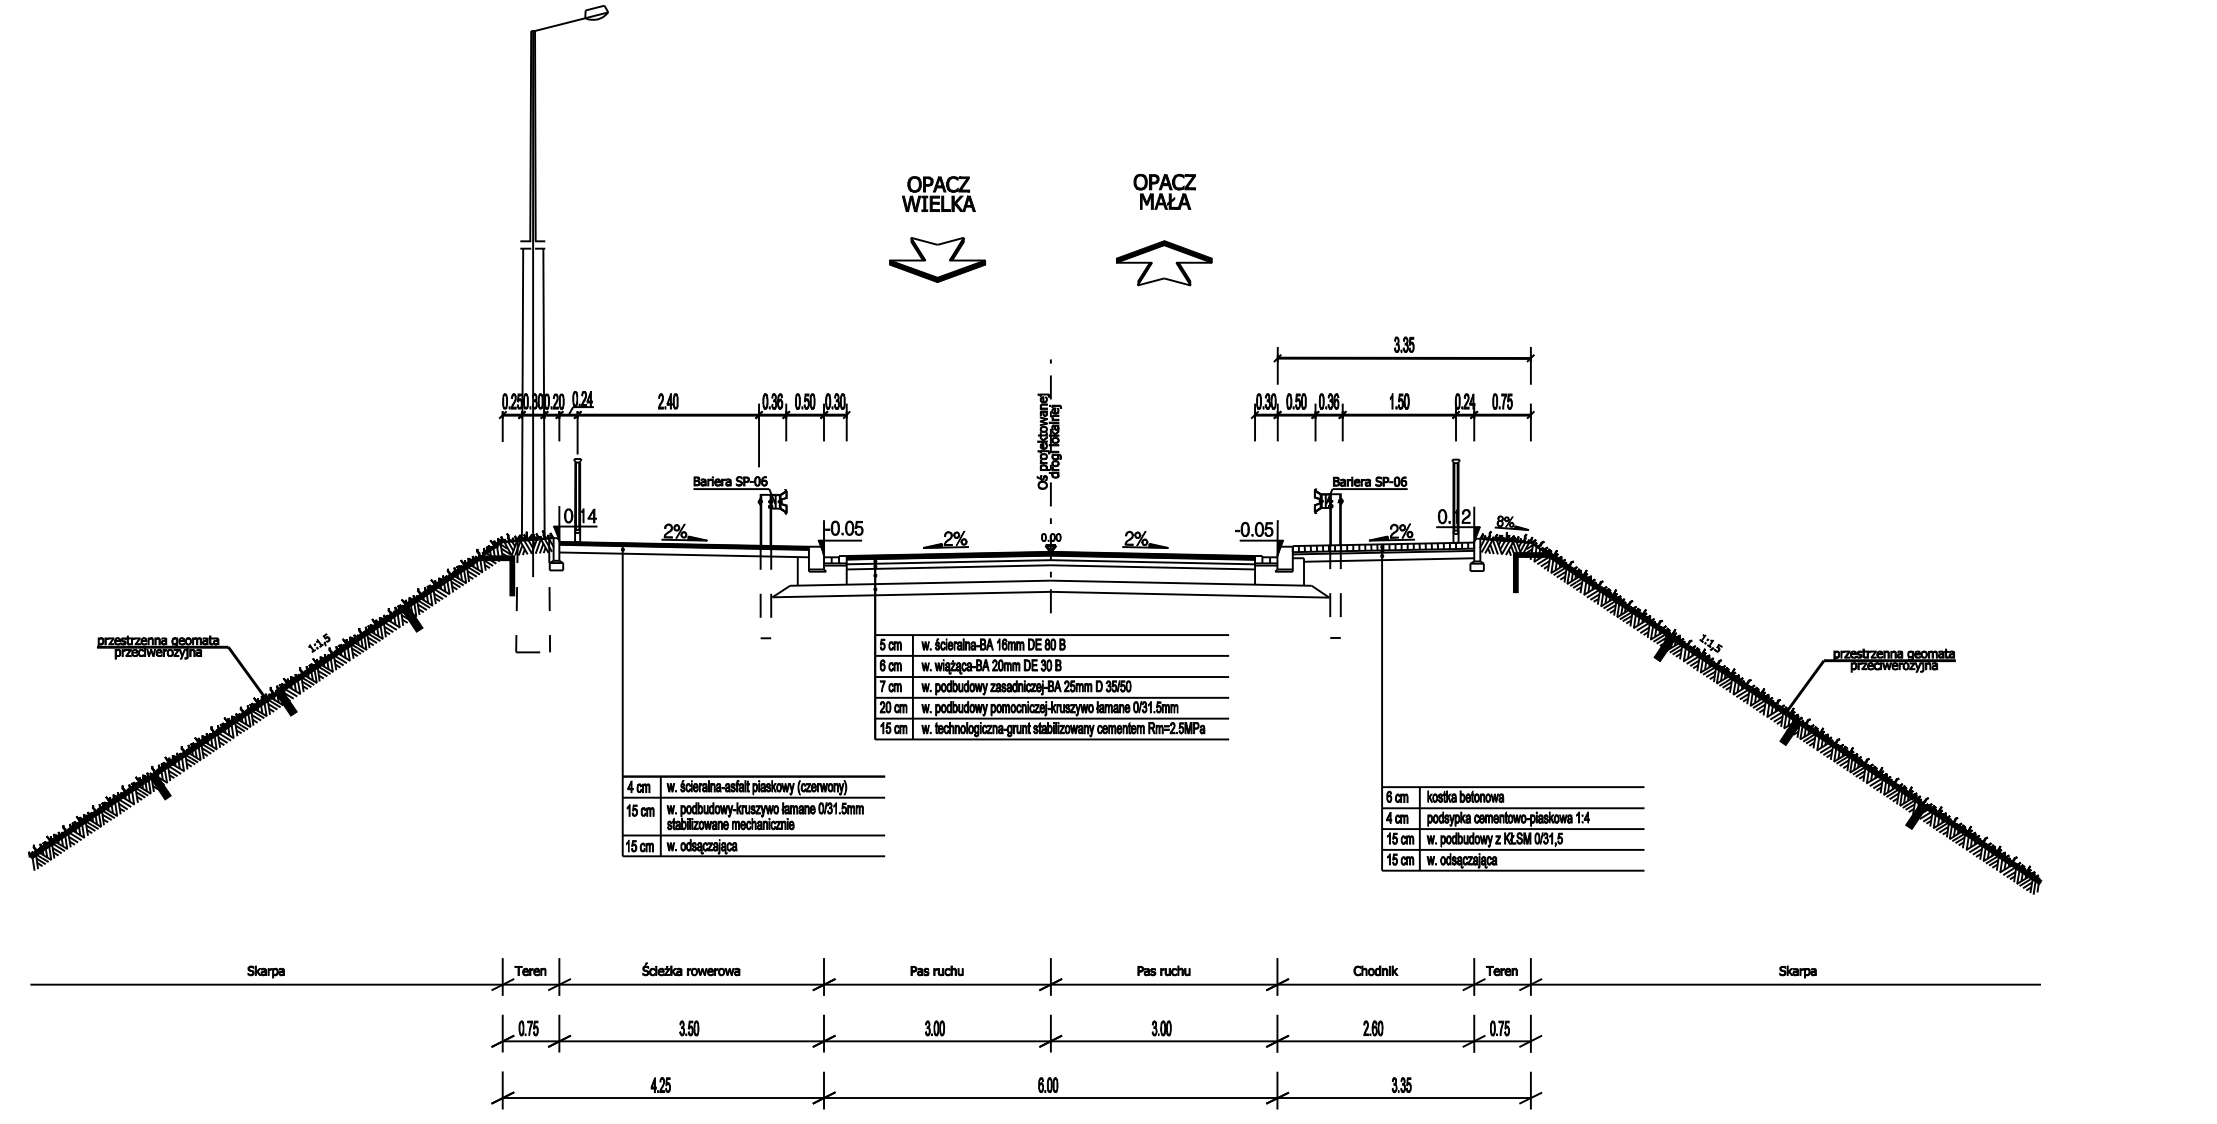 OPACZ
WIELKA
OPACZ
MAŁA
3.35
0.25 0.30 0.20 0.24 2.40 0.36 0.50 0.30
0.30 0.50 0.36 1.50 0.24 0.75
Oś projektowanej
drogi lokalnej
Bariera SP-06
Bariera SP-06
0.14
2%
-0.05
2%
0.00
2%
-0.05
2%
0.12
8%
przestrzenna geomata
przeciwerozyjna
1:1,5
1:1,5
przestrzenna geomata
przeciwerozyjna
5 cm w. ścieralna-BA 16mm DE 80 B
6 cm w. wiążąca-BA 20mm DE 30 B
7 cm w. podbudowy zasadniczej-BA 25mm D 35/50
20 cm w. podbudowy pomocniczej-kruszywo łamane 0/31.5mm
15 cm w. technologiczna-grunt stabilizowany cementem Rm=2.5MPa
4 cm w. ścieralna-asfalt piaskowy (czerwony)
15 cm w. podbudowy-kruszywo łamane 0/31.5mm
stabilizowane mechanicznie
15 cm w. odsączająca
6 cm kostka betonowa
4 cm podsypka cementowo-piaskowa 1:4
15 cm w. podbudowy z KŁSM 0/31,5
15 cm w. odsączająca
Skarpa Teren Ścieżka rowerowa Pas ruchu Pas ruchu Chodnik Teren Skarpa
0.75 3.50 3.00 3.00 2.60 0.75
4.25 6.00 3.35